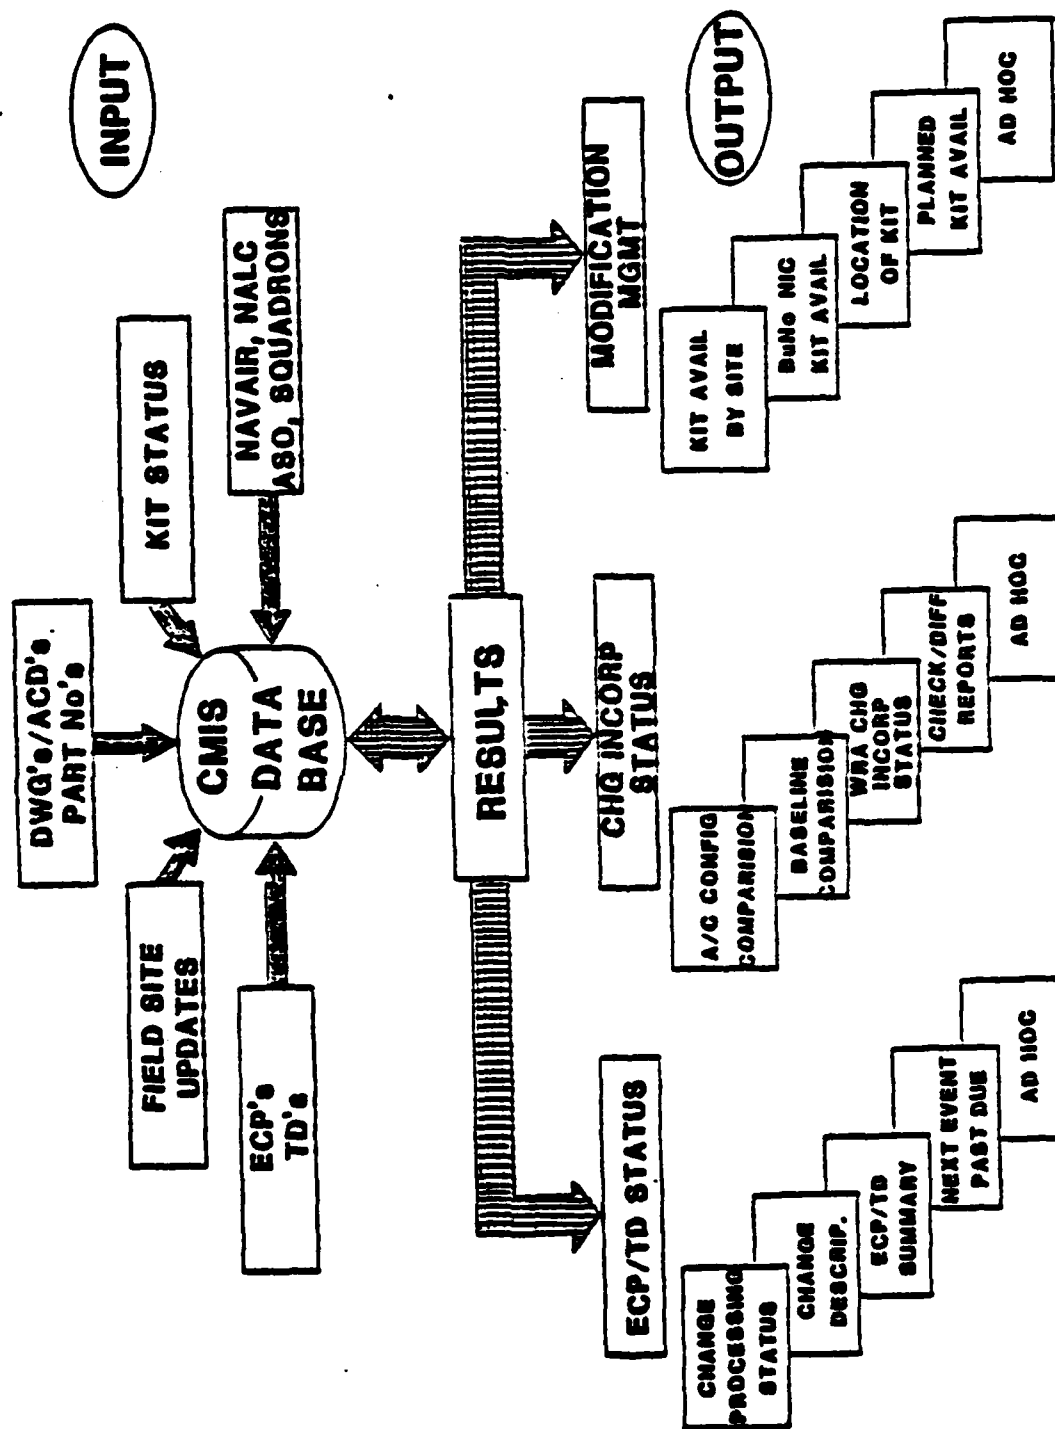 INPUT
DWG's/ACD's
PART No's
FIELD SITE
UPDATES
KIT STATUS
ECP's
TD's
CMIS
DATA
BASE
NAVAIR, NALC
ASO, SQUADRONS
RESULTS
ECP/TD STATUS
CHG INCORP
STATUS
MODIFICATION
MGMT
OUTPUT
CHANGE
PROCESSING
STATUS
CHANGE
DESCRIP.
ECP/TD
SUMMARY
NEXT EVENT
PAST DUE
AD HOC
A/C CONFIG
COMPARISION
BASELINE
COMPARISION
WRA CHG
INCORP
STATUS
CHECK/DIFF
REPORTS
AD HOC
KIT AVAIL
BY SITE
BuNo NIC
KIT AVAIL
LOCATION
OF KIT
PLANNED
KIT AVAIL
AD HOC